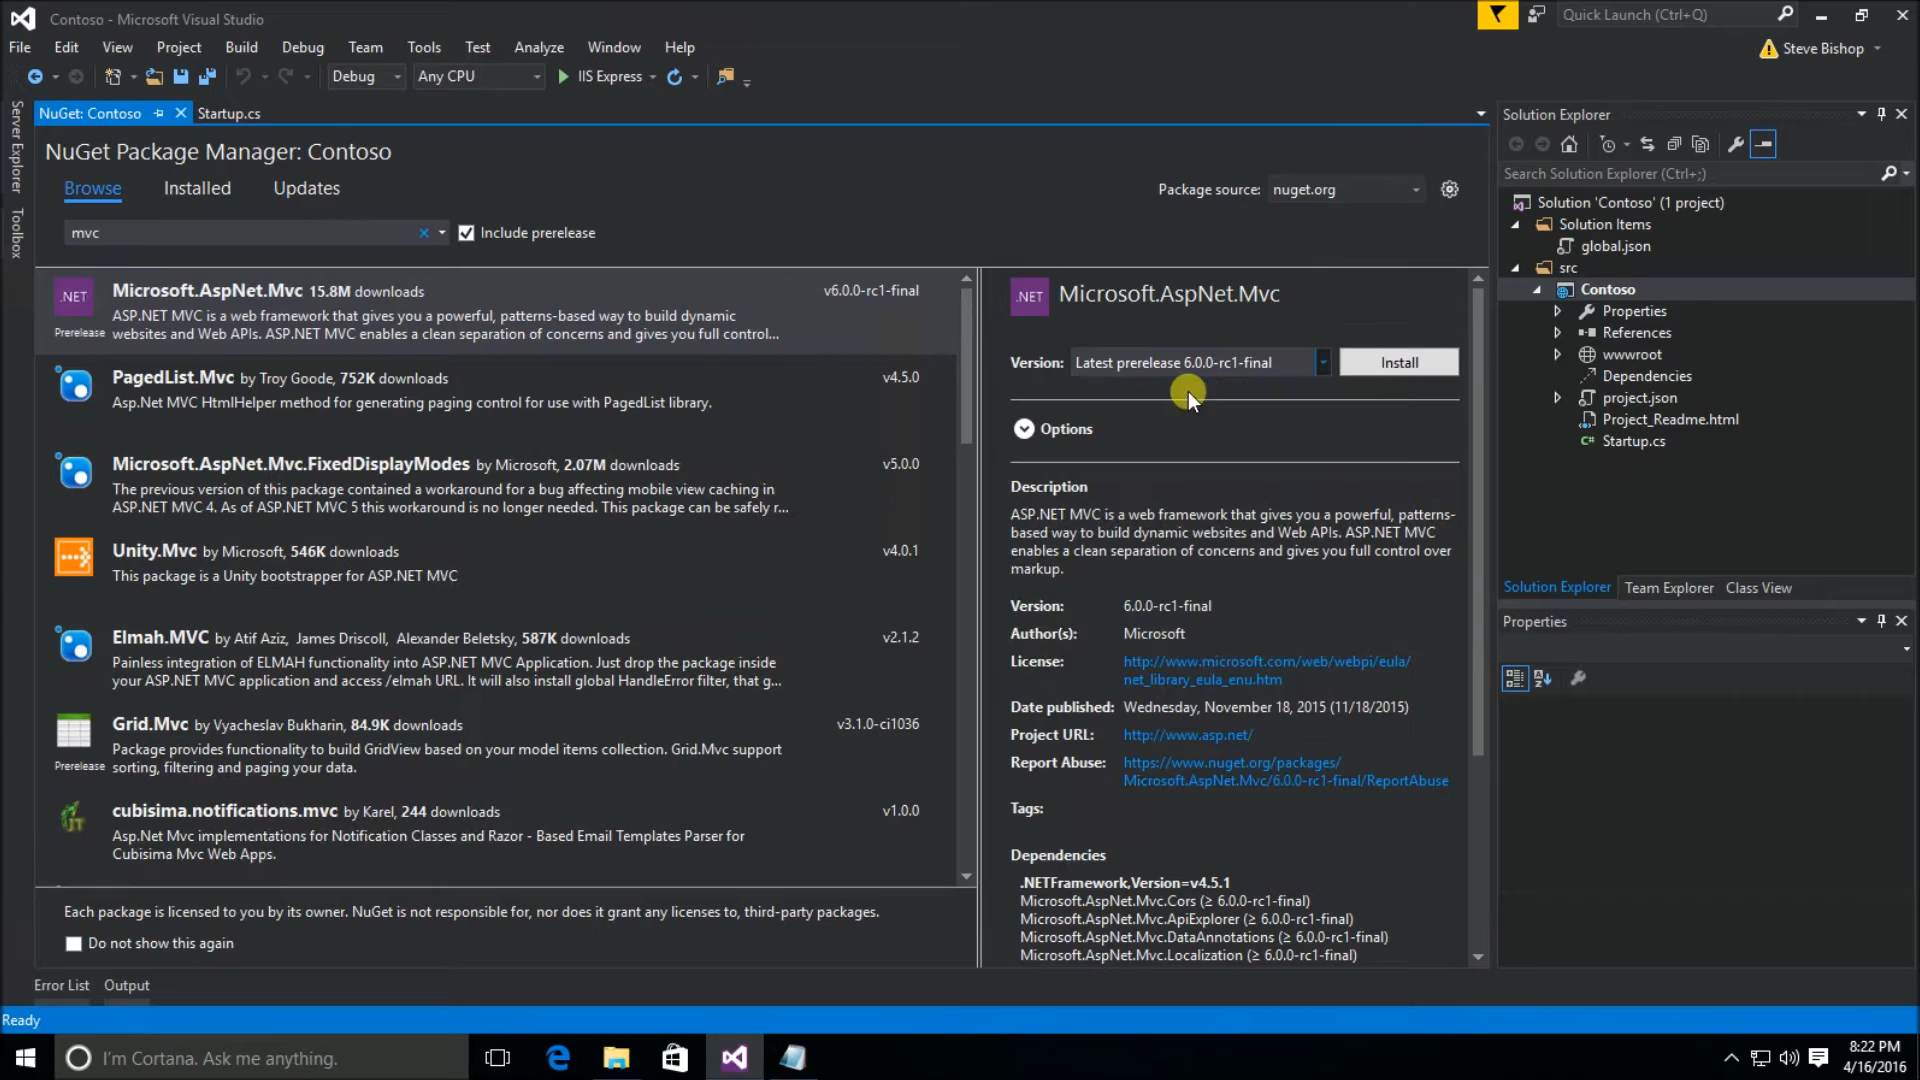 Contoso - Microsoft Visual Studio
Quick Launch (Ctrl+Q)
File Edit View Project Build Debug Team Tools Test Analyze Window Help
Steve Bishop
Debug Any CPU IIS Express
Server Explorer
Toolbox
NuGet: Contoso Startup.cs
NuGet Package Manager: Contoso
Browse Installed Updates
Package source: nuget.org
mvc
Include prerelease
.NET
Prerelease
Microsoft.AspNet.Mvc 15.8M downloads v6.0.0-rc1-final
ASP.NET MVC is a web framework that gives you a powerful, patterns-based way to build dynamic
websites and Web APIs. ASP.NET MVC enables a clean separation of concerns and gives you full control...
PagedList.Mvc by Troy Goode, 752K downloads v4.5.0
Asp.Net MVC HtmlHelper method for generating paging control for use with PagedList library.
Microsoft.AspNet.Mvc.FixedDisplayModes by Microsoft, 2.07M downloads v5.0.0
The previous version of this package contained a workaround for a bug affecting mobile view caching in
ASP.NET MVC 4. As of ASP.NET MVC 5 this workaround is no longer needed. This package can be safely r...
Unity.Mvc by Microsoft, 546K downloads v4.0.1
This package is a Unity bootstrapper for ASP.NET MVC
Elmah.MVC by Atif Aziz, James Driscoll, Alexander Beletsky, 587K downloads v2.1.2
Painless integration of ELMAH functionality into ASP.NET MVC Application. Just drop the package inside
your ASP.NET MVC application and access /elmah URL. It will also install global HandleError filter, that g...
Grid.Mvc by Vyacheslav Bukharin, 84.9K downloads v3.1.0-ci1036
Package provides functionality to build GridView based on your model items collection. Grid.Mvc support
Prerelease
sorting, filtering and paging your data.
cubisima.notifications.mvc by Karel, 244 downloads v1.0.0
Asp.Net Mvc implementations for Notification Classes and Razor - Based Email Templates Parser for
Cubisima Mvc Web Apps.
Each package is licensed to you by its owner. NuGet is not responsible for, nor does it grant any licenses to, third-party packages.
Do not show this again
.NET
Microsoft.AspNet.Mvc
Version: Latest prerelease 6.0.0-rc1-final Install
Options
Description
ASP.NET MVC is a web framework that gives you a powerful, patterns-
based way to build dynamic websites and Web APIs. ASP.NET MVC
enables a clean separation of concerns and gives you full control over
markup.
Version: 6.0.0-rc1-final
Author(s): Microsoft
License: http://www.microsoft.com/web/webpi/eula/
net_library_eula_enu.htm
Date published: Wednesday, November 18, 2015 (11/18/2015)
Project URL: http://www.asp.net/
Report Abuse: https://www.nuget.org/packages/
Microsoft.AspNet.Mvc/6.0.0-rc1-final/ReportAbuse
Tags:
Dependencies
.NETFramework,Version=v4.5.1
Microsoft.AspNet.Mvc.Cors (≥ 6.0.0-rc1-final)
Microsoft.AspNet.Mvc.ApiExplorer (≥ 6.0.0-rc1-final)
Microsoft.AspNet.Mvc.DataAnnotations (≥ 6.0.0-rc1-final)
Microsoft.AspNet.Mvc.Localization (≥ 6.0.0-rc1-final)
Solution Explorer
Search Solution Explorer (Ctrl+;)
Solution 'Contoso' (1 project)
Solution Items
global.json
src
Contoso
Properties
References
wwwroot
Dependencies
project.json
Project_Readme.html
C# Startup.cs
Solution Explorer Team Explorer Class View
Properties
Error List Output
Ready
I'm Cortana. Ask me anything.
8:22 PM
4/16/2016